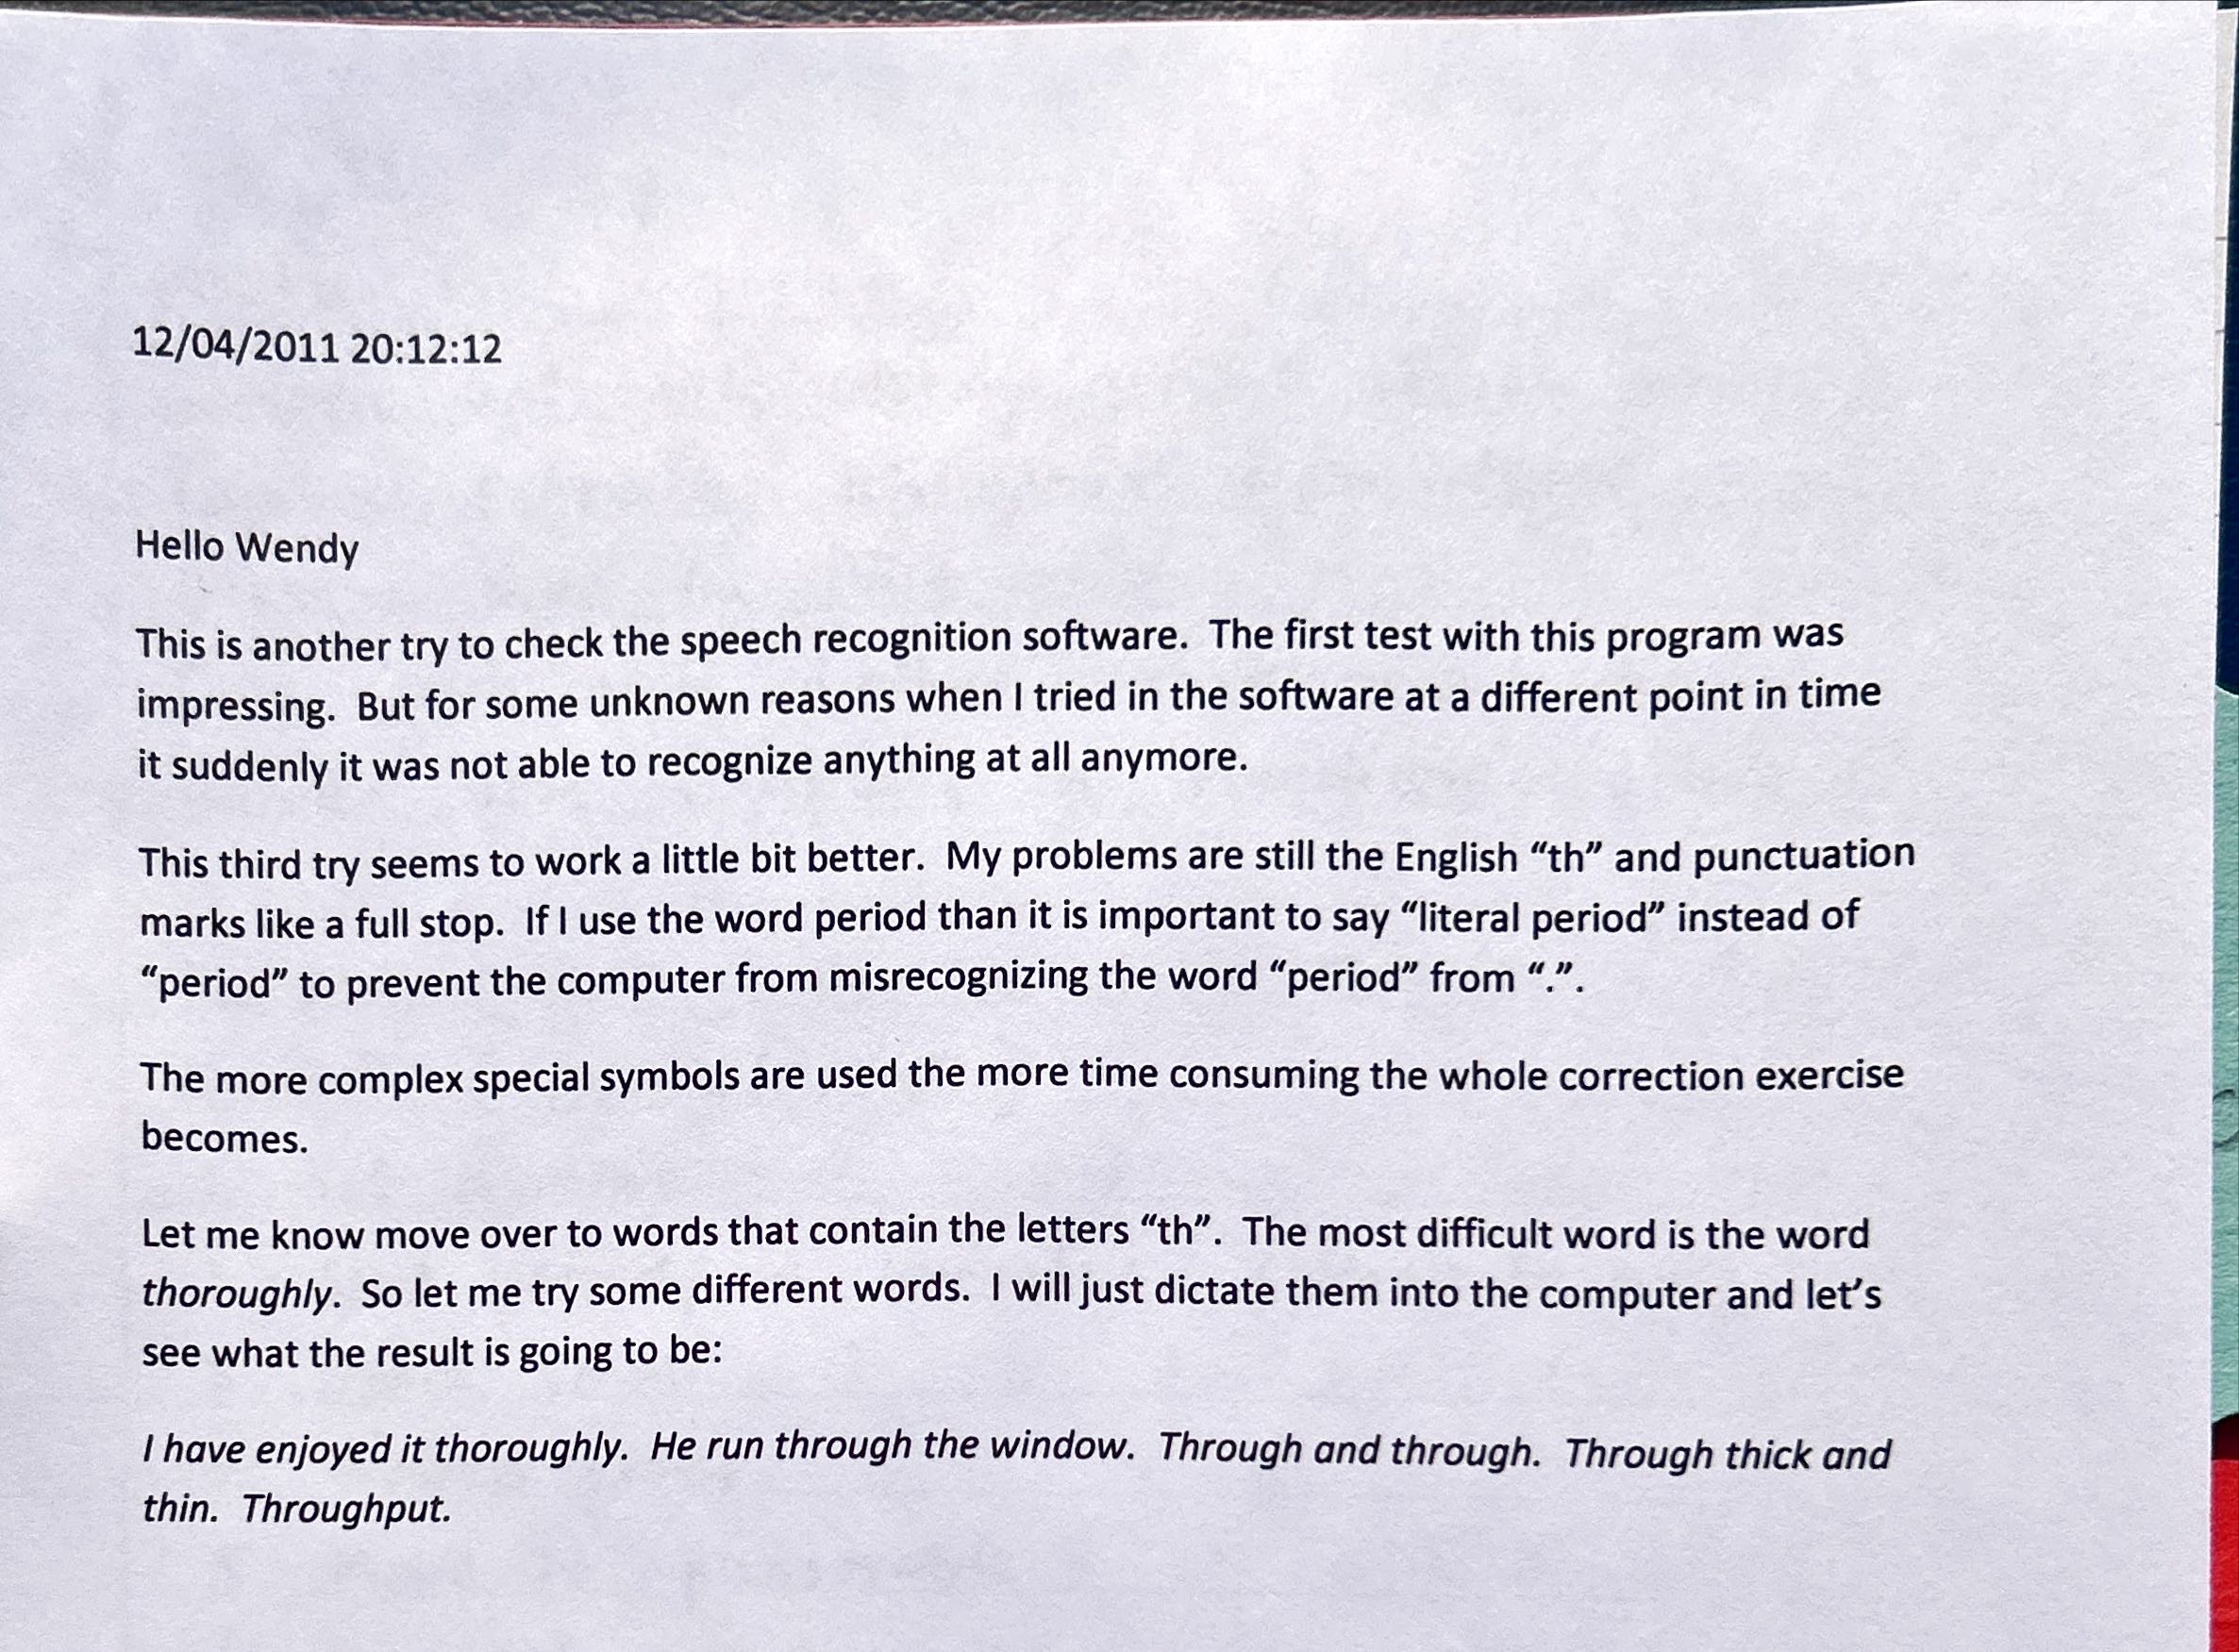 12/04/2011 20:12:12
Hello Wendy
This is another try to check the speech recognition software.  The first test with this program was
impressing.  But for some unknown reasons when I tried in the software at a different point in time
it suddenly it was not able to recognize anything at all anymore.
This third try seems to work a little bit better.  My problems are still the English “th” and punctuation
marks like a full stop.  If I use the word period than it is important to say “literal period” instead of
“period” to prevent the computer from misrecognizing the word “period” from “.”.
The more complex special symbols are used the more time consuming the whole correction exercise
becomes.
Let me know move over to words that contain the letters “th”.  The most difficult word is the word
thoroughly.  So let me try some different words.  I will just dictate them into the computer and let’s
see what the result is going to be:
I have enjoyed it thoroughly.  He run through the window.  Through and through.  Through thick and
thin.  Throughput.